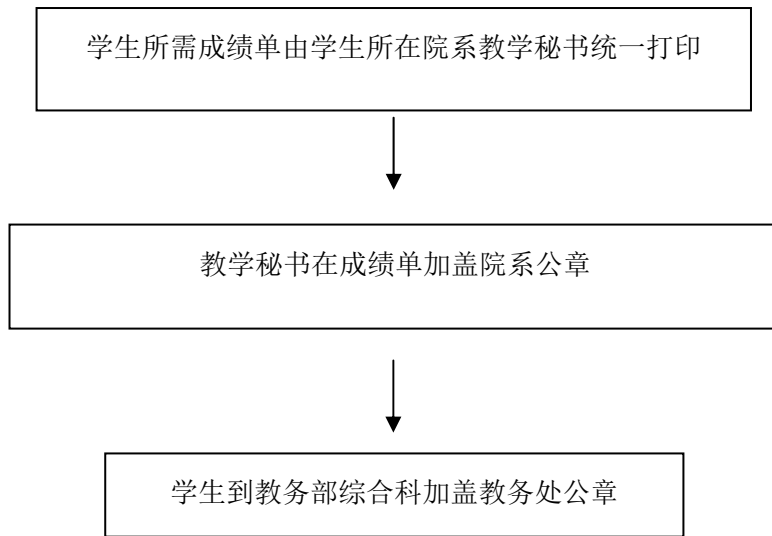 学生所需成绩单由学生所在院系教学秘书统一打印
教学秘书在成绩单加盖院系公章
学生到教务部综合科加盖教务处公章